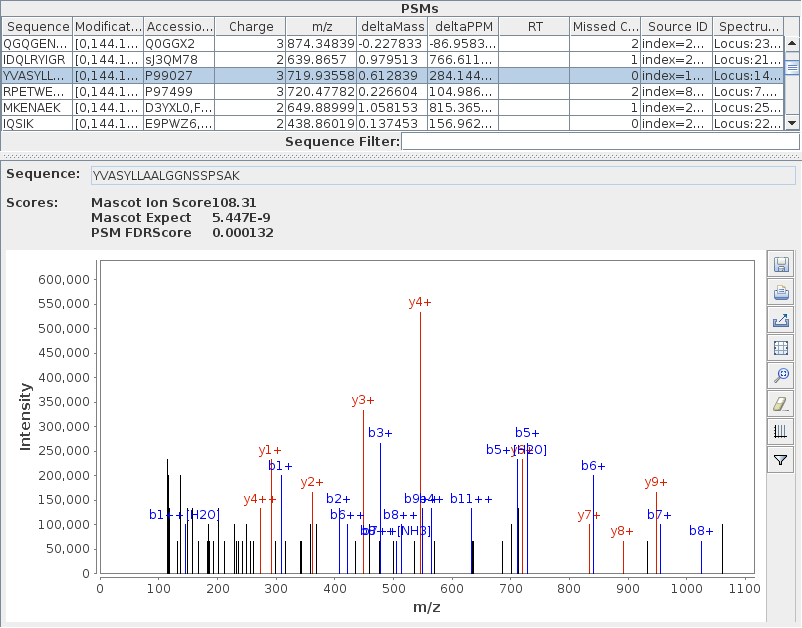 PSMs
Sequence Modificat... Accessio... Charge m/z deltaMass deltaPPM RT Missed C... Source ID Spectru...
QGQGEN... [0,144.1... Q0GGX2 3 874.34839 -0.227833 -86.9583... 2 index=2... Locus:23...
IDQLRYIGR [0,144.1... sJ3QM78 2 639.8657 0.979513 766.611... 1 index=2... Locus:21...
YVASYLL... [0,144.1... P99027 3 719.93558 0.612839 284.144... 0 index=1... Locus:14...
RPETWE... [0,144.1... P97499 3 720.47782 0.226604 104.986... 2 index=8... Locus:7....
MKENAEK [0,144.1... D3YXL0,F... 2 649.88999 1.058153 815.365... 1 index=2... Locus:25...
IQSIK [0,144.1... E9PWZ6,... 2 438.86019 0.137453 156.962... 0 index=2... Locus:22...
Sequence Filter:
Sequence: YVASYLLAALGGNSSPSAK
Scores: Mascot Ion Score108.31
Mascot Expect 5.447E-9
PSM FDRScore 0.000132
600,000
550,000
500,000
450,000
400,000
350,000
300,000
250,000
200,000
150,000
100,000
50,000
0
Intensity
y4+
y3+
b3+
b5+
y1+
b5+
b1+
b6+
y2+
y9+
y4++
b2+
b11++
b6++
b8++
y7+
b7+
y8+
b8+
0 100 200 300 400 500 600 700 800 900 1000 1100
m/z